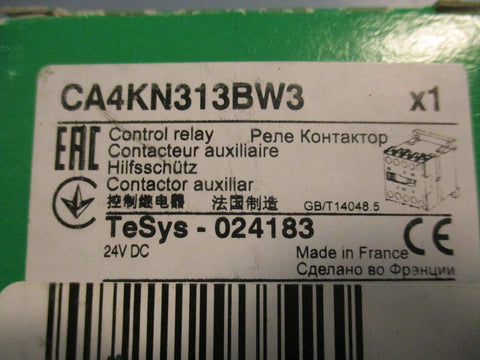 CA4KN313BW3 x1
EAC Control relay Реле Контактор
Contacteur auxiliaire
Hilfsschütz
Contactor auxiliar
控制继电器 法国制造 GB/T14048.5
TeSys - 024183 CE
24V DC Made in France
Сделано во Франции